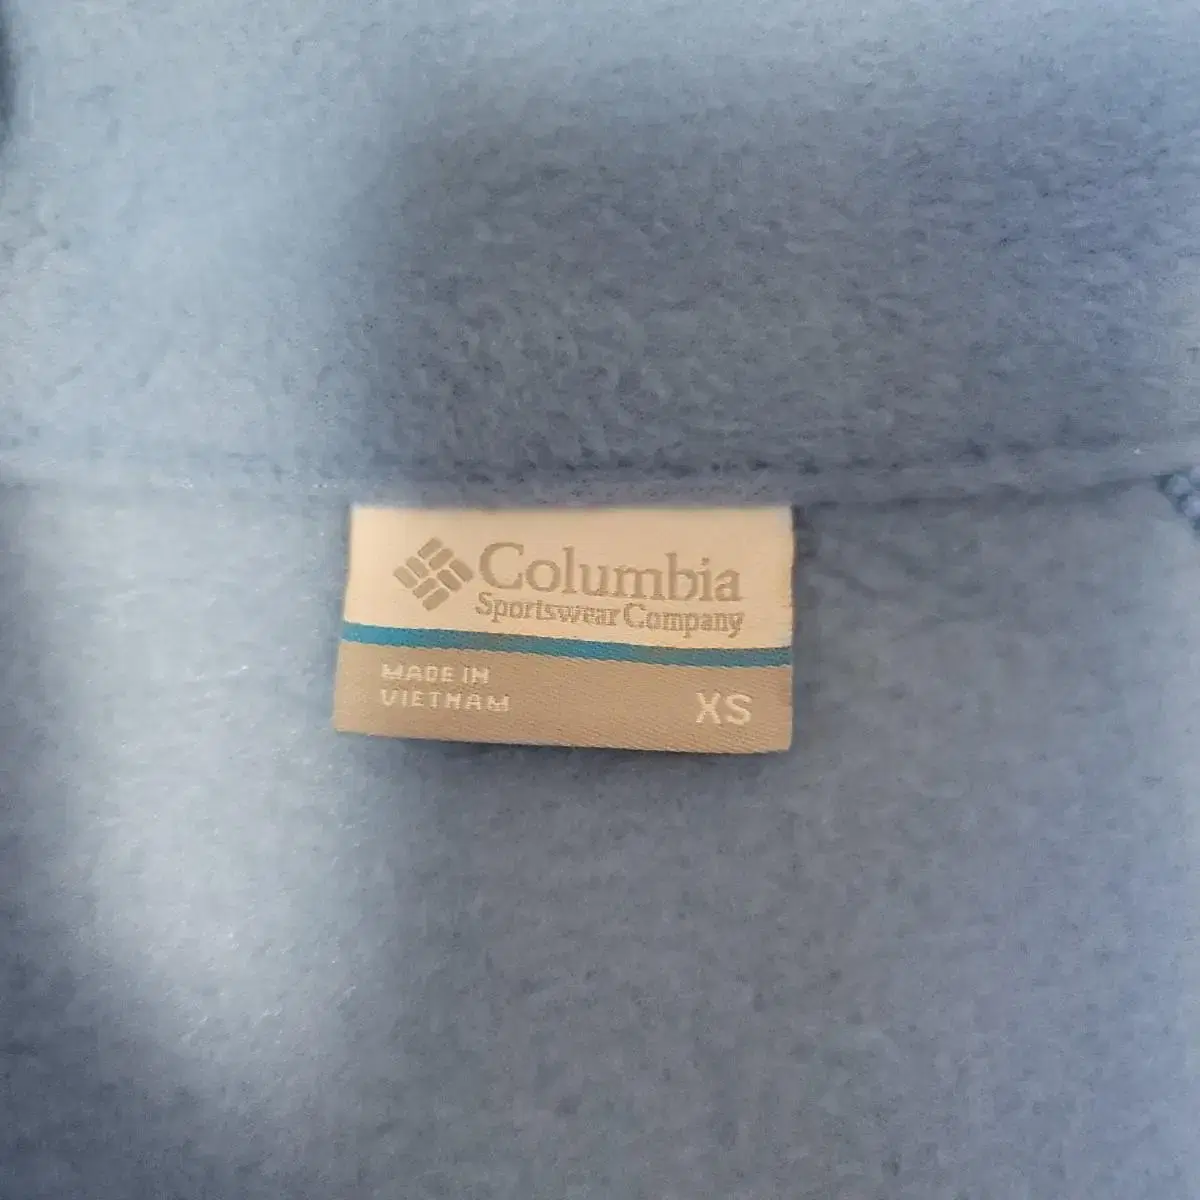 Columbia
Sportswear Company
MADE IN
VIETNAM
XS